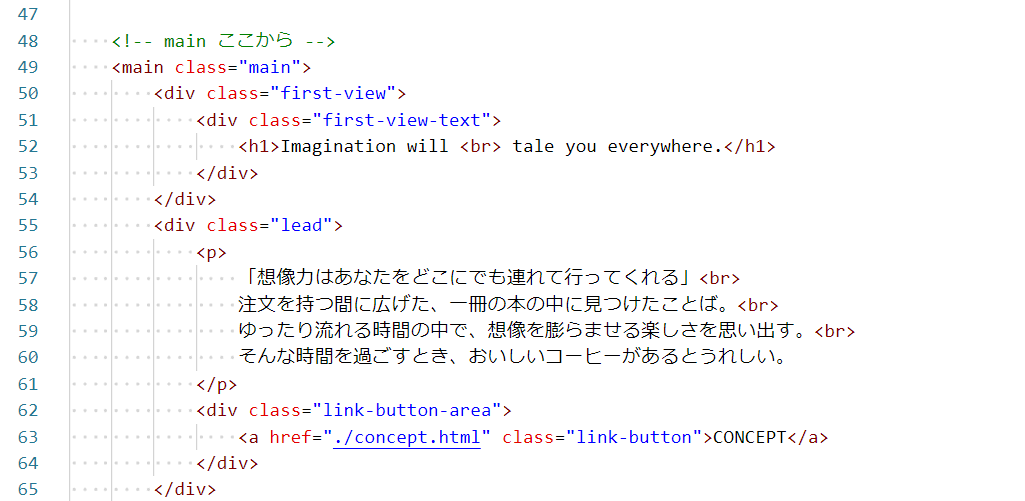 47
48 <!-- main ここから -->
49 <main class="main">
50 <div class="first-view">
51 <div class="first-view-text">
52 <h1>Imagination will <br> tale you everywhere.</h1>
53 </div>
54 </div>
55 <div class="lead">
56 <p>
57 「想像力はあなたをどこにでも連れて行ってくれる」<br>
58 注文を持つ間に広げた、一冊の本の中に見つけたことば。<br>
59 ゆったり流れる時間の中で、想像を膨らませる楽しさを思い出す。<br>
60 そんな時間を過ごすとき、おいしいコーヒーがあるとうれしい。
61 </p>
62 <div class="link-button-area">
63 <a href="./concept.html" class="link-button">CONCEPT</a>
64 </div>
65 </div>